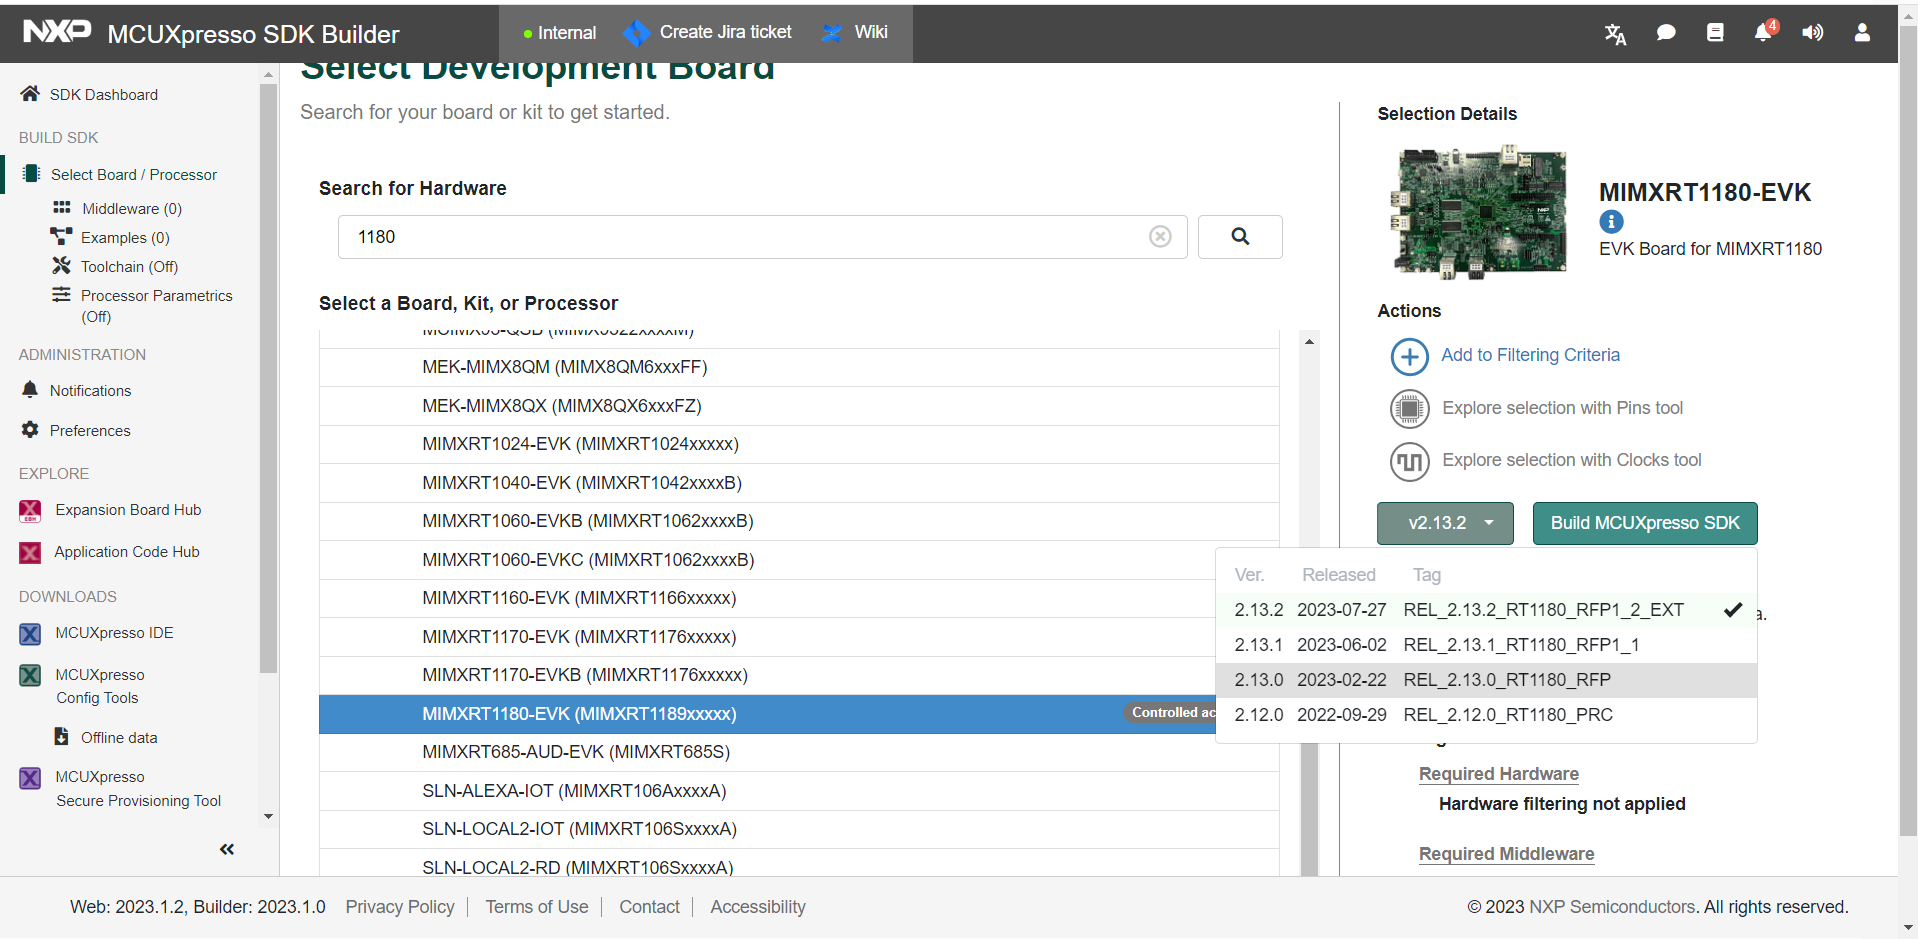 NXP MCUXpresso SDK Builder
Internal
Create Jira ticket
Wiki
4
SDK Dashboard
BUILD SDK
Select Board / Processor
Middleware (0)
Examples (0)
Toolchain (Off)
Processor Parametrics
(Off)
ADMINISTRATION
Notifications
Preferences
EXPLORE
Expansion Board Hub
Application Code Hub
DOWNLOADS
MCUXpresso IDE
MCUXpresso
Config Tools
Offline data
MCUXpresso
Secure Provisioning Tool
Select Development Board
Search for your board or kit to get started.
Search for Hardware
1180
Select a Board, Kit, or Processor
MEK-MIMX8QM (MIMX8QM6xxxFF)
MEK-MIMX8QX (MIMX8QX6xxxFZ)
MIMXRT1024-EVK (MIMXRT1024xxxxx)
MIMXRT1040-EVK (MIMXRT1042xxxxB)
MIMXRT1060-EVKB (MIMXRT1062xxxxB)
MIMXRT1060-EVKC (MIMXRT1062xxxxB)
MIMXRT1160-EVK (MIMXRT1166xxxxx)
MIMXRT1170-EVK (MIMXRT1176xxxxx)
MIMXRT1170-EVKB (MIMXRT1176xxxxx)
MIMXRT1180-EVK (MIMXRT1189xxxxx) Controlled ac
MIMXRT685-AUD-EVK (MIMXRT685S)
SLN-ALEXA-IOT (MIMXRT106AxxxxA)
SLN-LOCAL2-IOT (MIMXRT106SxxxxA)
SLN-LOCAL2-RD (MIMXRT106SxxxxA)
Selection Details
MIMXRT1180-EVK
EVK Board for MIMXRT1180
Actions
Add to Filtering Criteria
Explore selection with Pins tool
Explore selection with Clocks tool
v2.13.2
Build MCUXpresso SDK
Ver. Released Tag
2.13.2 2023-07-27 REL_2.13.2_RT1180_RFP1_2_EXT
a.
2.13.1 2023-06-02 REL_2.13.1_RT1180_RFP1_1
2.13.0 2023-02-22 REL_2.13.0_RT1180_RFP
2.12.0 2022-09-29 REL_2.12.0_RT1180_PRC
Required Hardware
Hardware filtering not applied
Required Middleware
Web: 2023.1.2, Builder: 2023.1.0 Privacy Policy Terms of Use Contact Accessibility
© 2023 NXP Semiconductors. All rights reserved.